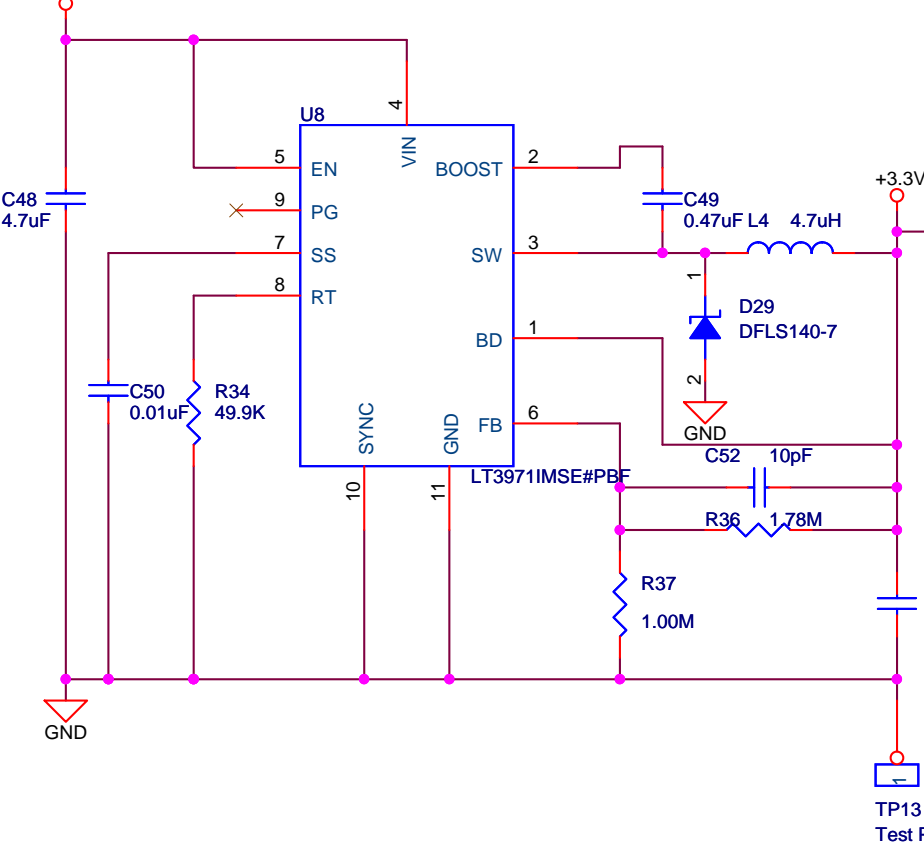 U8
4
VIN
5
EN
BOOST
2
C48
4.7uF
9
PG
C49
0.47uF
L4
4.7uH
+3.3V
7
SS
SW
3
8
RT
1
D29
DFLS140-7
BD
1
2
GND
C50
0.01uF
R34
49.9K
SYNC
GND
FB
6
LT3971IMSE#PBF
10
11
C52
10pF
R36
1.78M
R37
1.00M
GND
1
TP13
Test